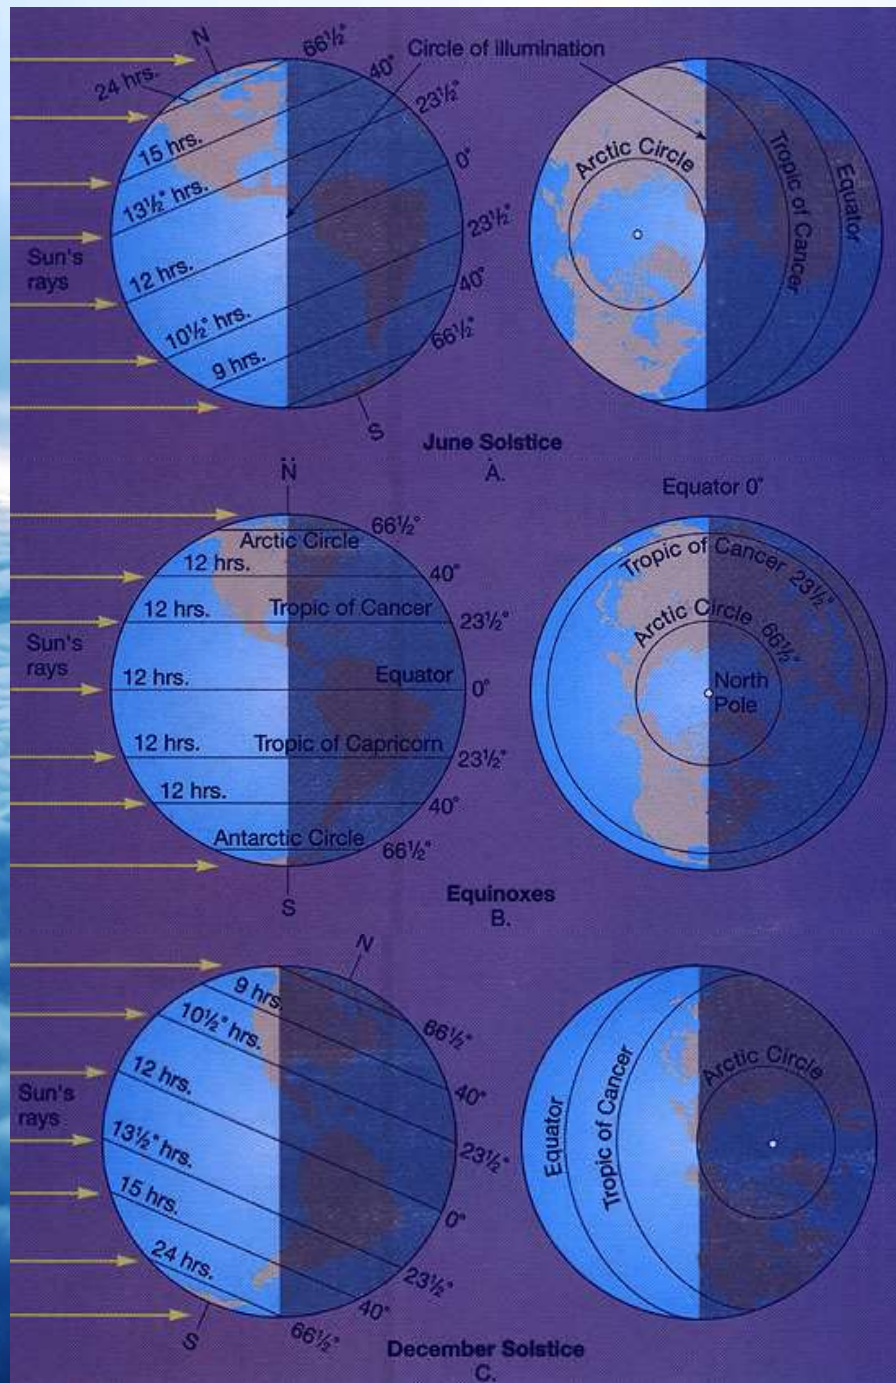 N
66½°
Circle of illumination
24 hrs.
40°
23½°
15 hrs.
13½° hrs.
0°
Sun's
rays
12 hrs.
23½°
10½° hrs.
40°
9 hrs.
66½°
S
Arctic Circle
Tropic of Cancer
Equator
June Solstice
A.
N
Equator 0°
66½°
Arctic Circle
12 hrs.
40°
12 hrs.
Tropic of Cancer
23½°
Sun's
rays
12 hrs.
Equator
0°
12 hrs.
Tropic of Capricorn
23½°
12 hrs.
40°
Antarctic Circle
66½°
S
Tropic of Cancer 23½°
Arctic Circle 66½°
North
Pole
Equinoxes
B.
N
9 hrs.
10½° hrs.
66½°
12 hrs.
40°
Sun's
rays
13½° hrs.
23½°
15 hrs.
0°
24 hrs.
23½°
40°
S
66½°
Equator
Tropic of Cancer
Arctic Circle
December Solstice
C.